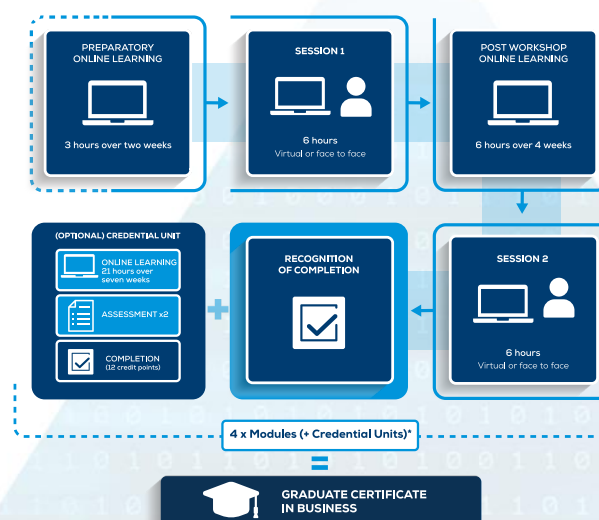 PREPARATORY
ONLINE LEARNING
3 hours over two weeks
SESSION 1
6 hours
Virtual or face to face
POST WORKSHOP
ONLINE LEARNING
6 hours over 4 weeks
(OPTIONAL) CREDENTIAL UNIT
ONLINE LEARNING
21 hours over
seven weeks
ASSESSMENT x2
COMPLETION
(12 credit points)
+
RECOGNITION
OF COMPLETION
SESSION 2
6 hours
Virtual or face to face
4 x Modules (+ Credential Units)*
=
GRADUATE CERTIFICATE
IN BUSINESS